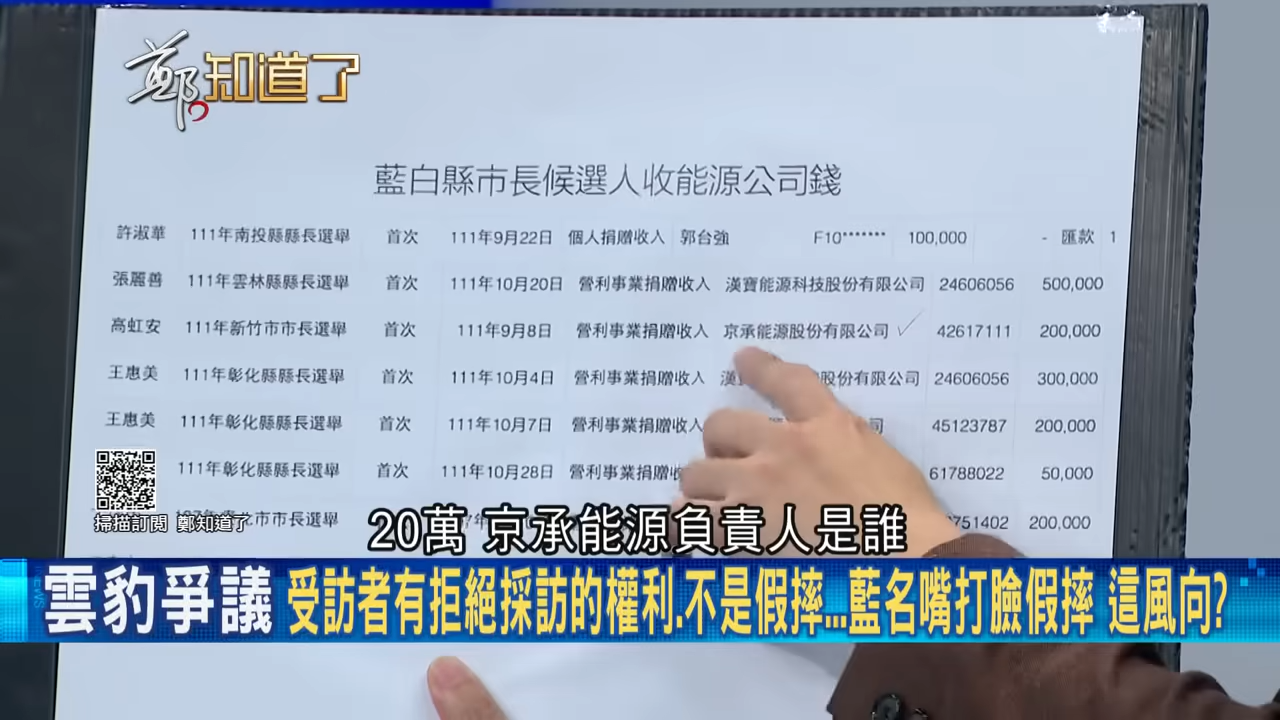 鄭知道了
藍白縣市長候選人收能源公司錢
許淑華 111年南投縣縣長選舉 首次 111年9月22日 個人捐贈收入 郭台強 F10******* 100,000 - 匯款 1
張麗善 111年雲林縣縣長選舉 首次 111年10月20日 營利事業捐贈收入 漢寶能源科技股份有限公司 24606056 500,000
高虹安 111年新竹市市長選舉 首次 111年9月8日 營利事業捐贈收入 京承能源股份有限公司 42617111 200,000
王惠美 111年彰化縣縣長選舉 首次 111年10月4日 營利事業捐贈收入 漢 股份有限公司 24606056 300,000
王惠美 111年彰化縣縣長選舉 首次 111年10月7日 營利事業捐贈收入 司 45123787 200,000
111年彰化縣縣長選舉 首次 111年10月28日 營利事業捐贈收 61788022 50,000
市市長選舉 751402 200,000
掃描訂閱 鄭知道了
20萬 京承能源負責人是誰
雲豹爭議 受訪者有拒絕採訪的權利.不是假摔...藍名嘴打臉假摔 這風向?